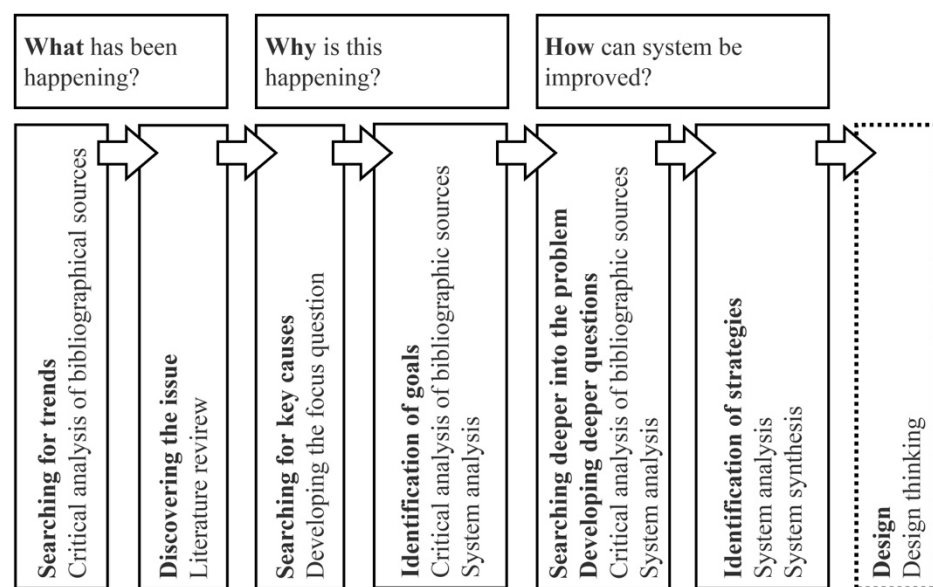 What has been
happening?
Why is this
happening?
How can system be
improved?
Searching for trends
Critical analysis of bibliographical sources
Discovering the issue
Literature revirew
Searching for key causes
Developing the focus question
Identification of goals
Critical analysis of bibliographic sources
System analysis
Searching deeper into the problem
Developing deeper questions
Critical analysis of bibliographic sources
System analysis
Identification of strategies
System analysis
System synthesis
Design
Design thinking